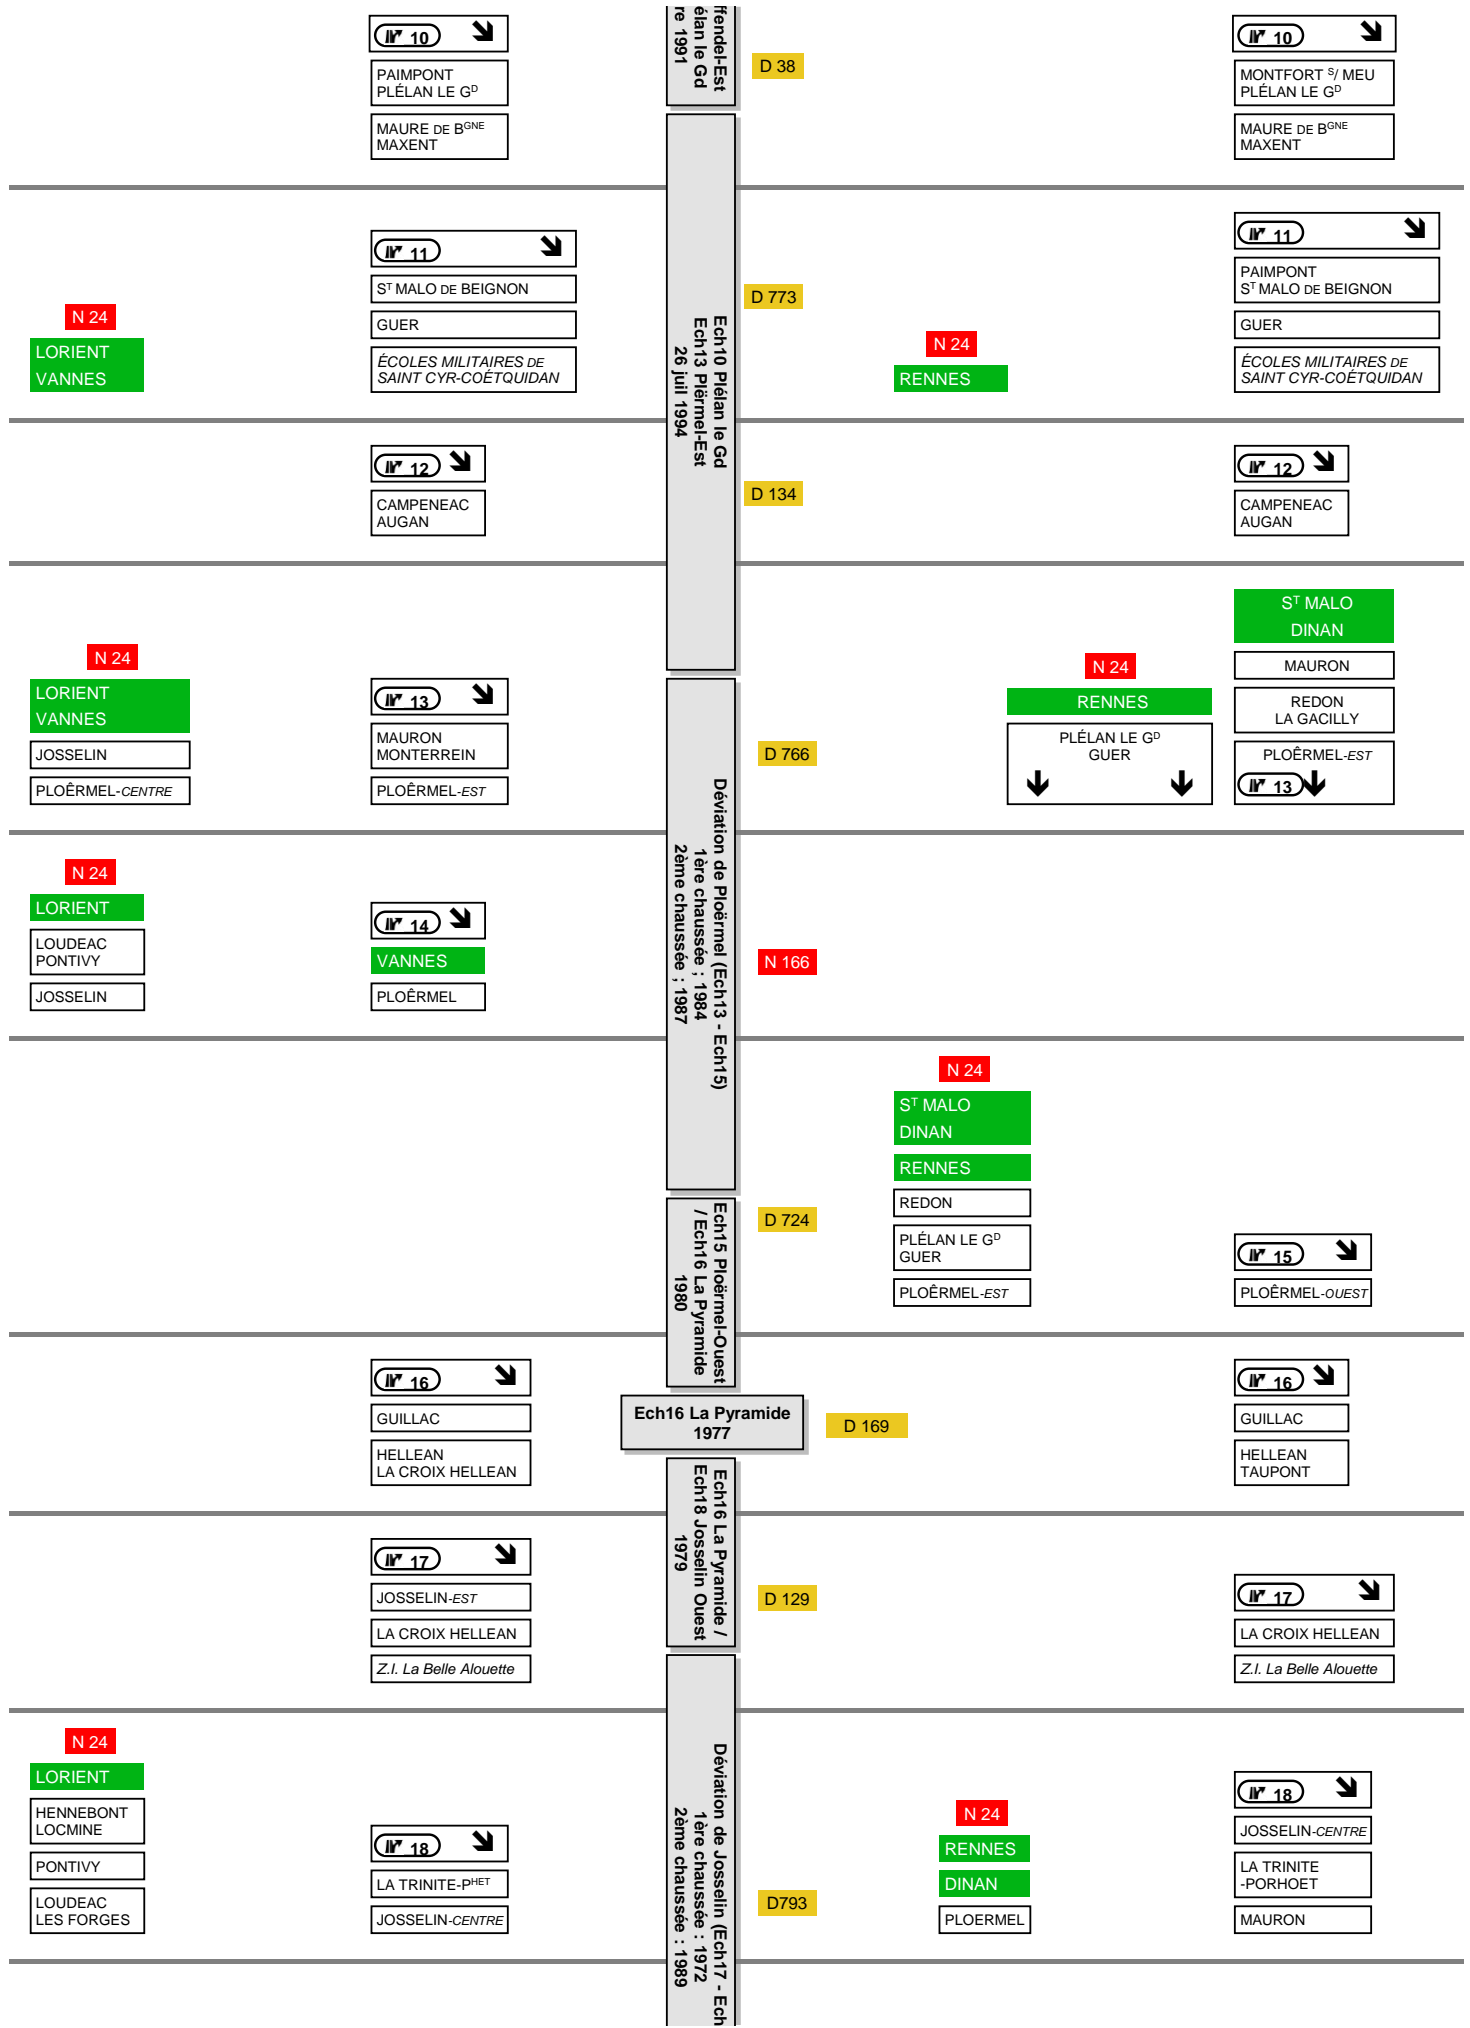 10
PAIMPONT
PLÉLAN LE GD
MAURE DE BGNE
MAXENT
ffendel-Est
élan le Gd
re 1991
D 38
10
MONTFORT S/ MEU
PLÉLAN LE GD
MAURE DE BGNE
MAXENT
N 24
LORIENT
VANNES
11
ST MALO DE BEIGNON
GUER
ÉCOLES MILITAIRES DE
SAINT CYR-COÉTQUIDAN
Ech10 Plélan le Gd
Ech13 Plërmel-Est
26 juil 1994
D 773
N 24
RENNES
11
PAIMPONT
ST MALO DE BEIGNON
GUER
ÉCOLES MILITAIRES DE
SAINT CYR-COÉTQUIDAN
12
CAMPENEAC
AUGAN
D 134
12
CAMPENEAC
AUGAN
N 24
LORIENT
VANNES
JOSSELIN
PLOÊRMEL-CENTRE
13
MAURON
MONTERREIN
PLOÊRMEL-EST
D 766
N 24
RENNES
PLÉLAN LE GD
GUER
ST MALO
DINAN
MAURON
REDON
LA GACILLY
PLOÊRMEL-EST
13
Déviation de Ploërmel (Ech13 - Ech15)
1ère chaussée ; 1984
2ème chaussée ; 1987
N 24
LORIENT
LOUDEAC
PONTIVY
JOSSELIN
14
VANNES
PLOÊRMEL
N 166
N 24
ST MALO
DINAN
RENNES
REDON
PLÉLAN LE GD
GUER
PLOÊRMEL-EST
Ech15 Ploërmel-Ouest
/ Ech16 La Pyramide
1980
D 724
15
PLOÊRMEL-OUEST
16
GUILLAC
HELLEAN
LA CROIX HELLEAN
Ech16 La Pyramide
1977
D 169
16
GUILLAC
HELLEAN
TAUPONT
Ech16 La Pyramide /
Ech18 Josselin Ouest
1979
17
JOSSELIN-EST
LA CROIX HELLEAN
Z.I. La Belle Alouette
D 129
17
LA CROIX HELLEAN
Z.I. La Belle Alouette
N 24
LORIENT
HENNEBONT
LOCMINE
PONTIVY
LOUDEAC
LES FORGES
18
LA TRINITE-PHET
JOSSELIN-CENTRE
Déviation de Josselin (Ech17 - Ech
1ère chaussée : 1972
2ème chaussée : 1989
D793
N 24
RENNES
DINAN
PLOERMEL
18
JOSSELIN-CENTRE
LA TRINITE
-PORHOET
MAURON